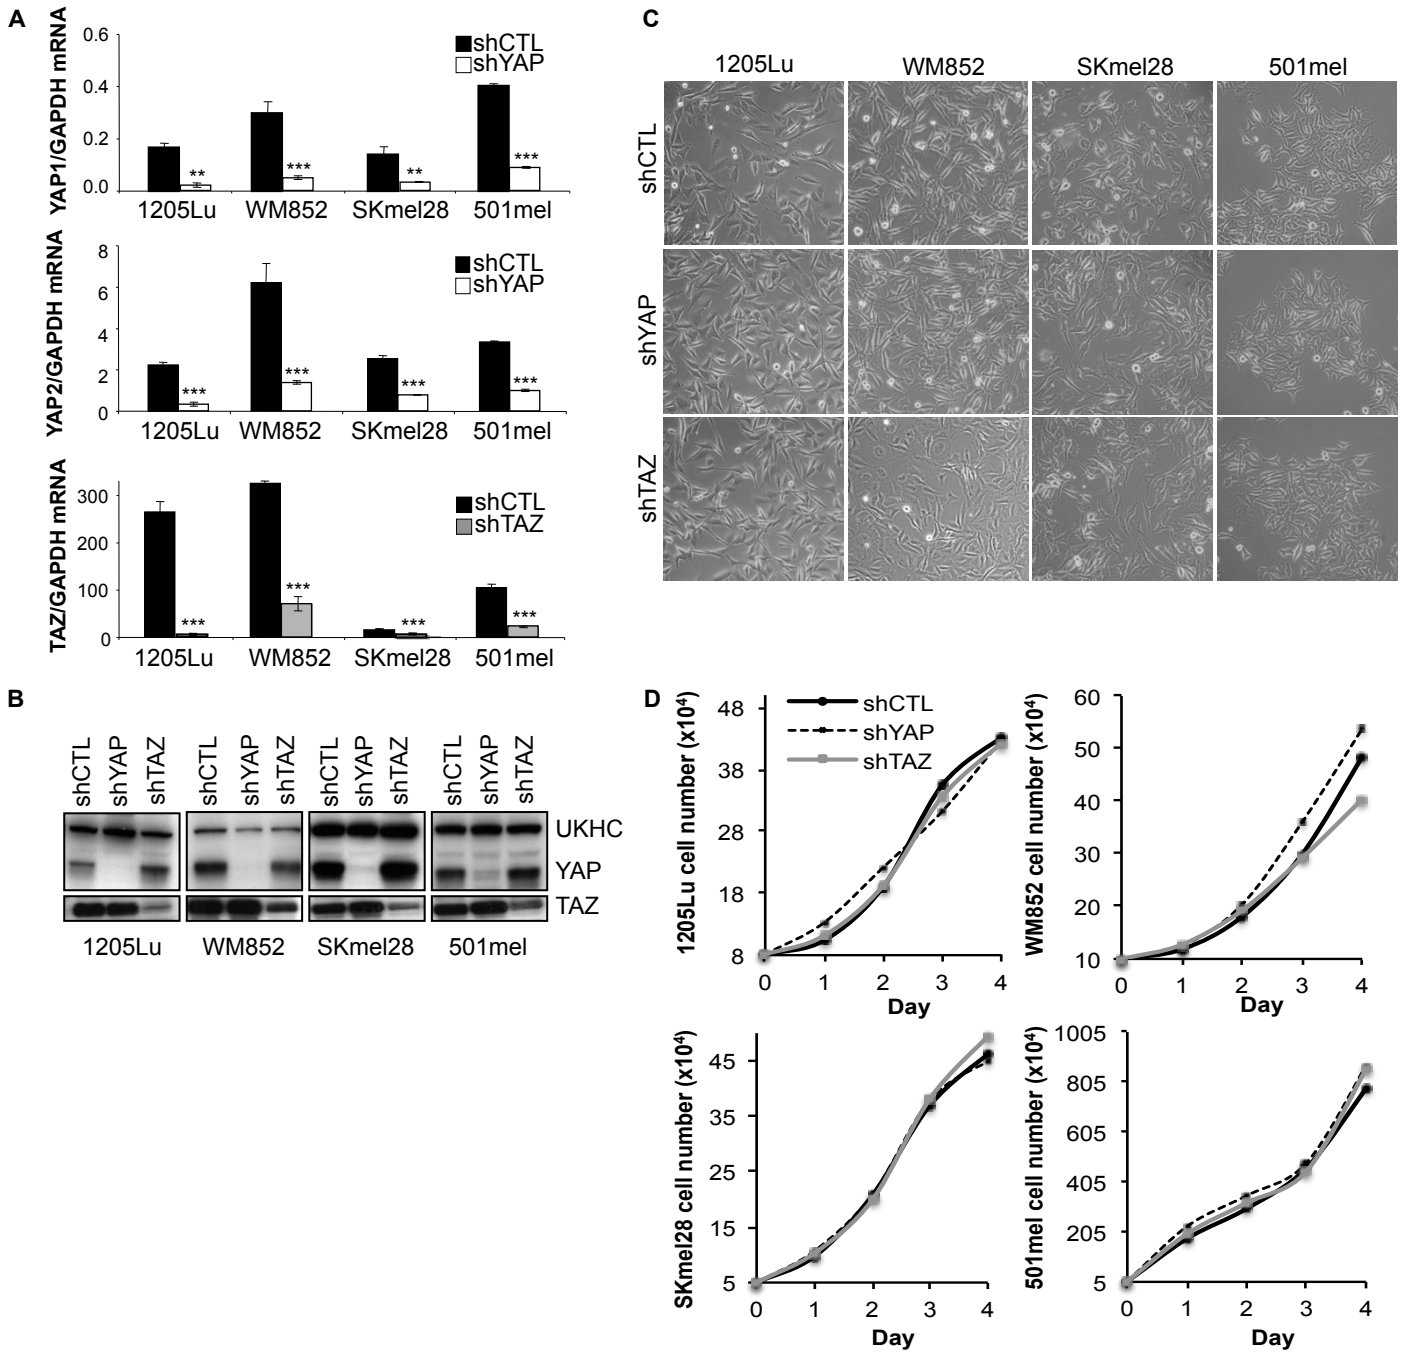 A
YAP1/GAPDH mRNA
0.6
0.4
0.2
0.0
shCTL
shYAP
** *** ** ***
1205Lu WM852 SKmel28 501mel
YAP2/GAPDH mRNA
8
6
4
2
0
shCTL
shYAP
*** *** *** ***
1205Lu WM852 SKmel28 501mel
TAZ/GAPDH mRNA
300
200
100
0
shCTL
shTAZ
*** *** *** ***
1205Lu WM852 SKmel28 501mel
B
shCTL shYAP shTAZ shCTL shYAP shTAZ shCTL shYAP shTAZ shCTL shYAP shTAZ
UKHC
YAP
TAZ
1205Lu WM852 SKmel28 501mel
C
1205Lu WM852 SKmel28 501mel
shCTL
shYAP
shTAZ
D
1205Lu cell number (x10⁴)
48
38
28
18
8
shCTL
shYAP
shTAZ
0 1 2 3 4
Day
WM852 cell number (x10⁴)
60
50
40
30
20
10
0 1 2 3 4
Day
SKmel28 cell number (x10⁴)
45
35
25
15
5
0 1 2 3 4
Day
501mel cell number (x10⁴)
1005
805
605
405
205
5
0 1 2 3 4
Day